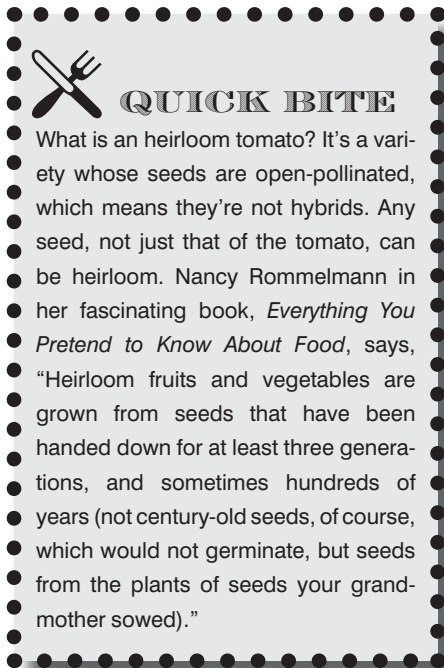 QUICK BITE
What is an heirloom tomato? It's a vari-
ety whose seeds are open-pollinated,
which means they're not hybrids. Any
seed, not just that of the tomato, can
be heirloom. Nancy Rommelmann in
her fascinating book, Everything You
Pretend to Know About Food, says,
“Heirloom fruits and vegetables are
grown from seeds that have been
handed down for at least three genera-
tions, and sometimes hundreds of
years (not century-old seeds, of course,
which would not germinate, but seeds
from the plants of seeds your grand-
mother sowed).”